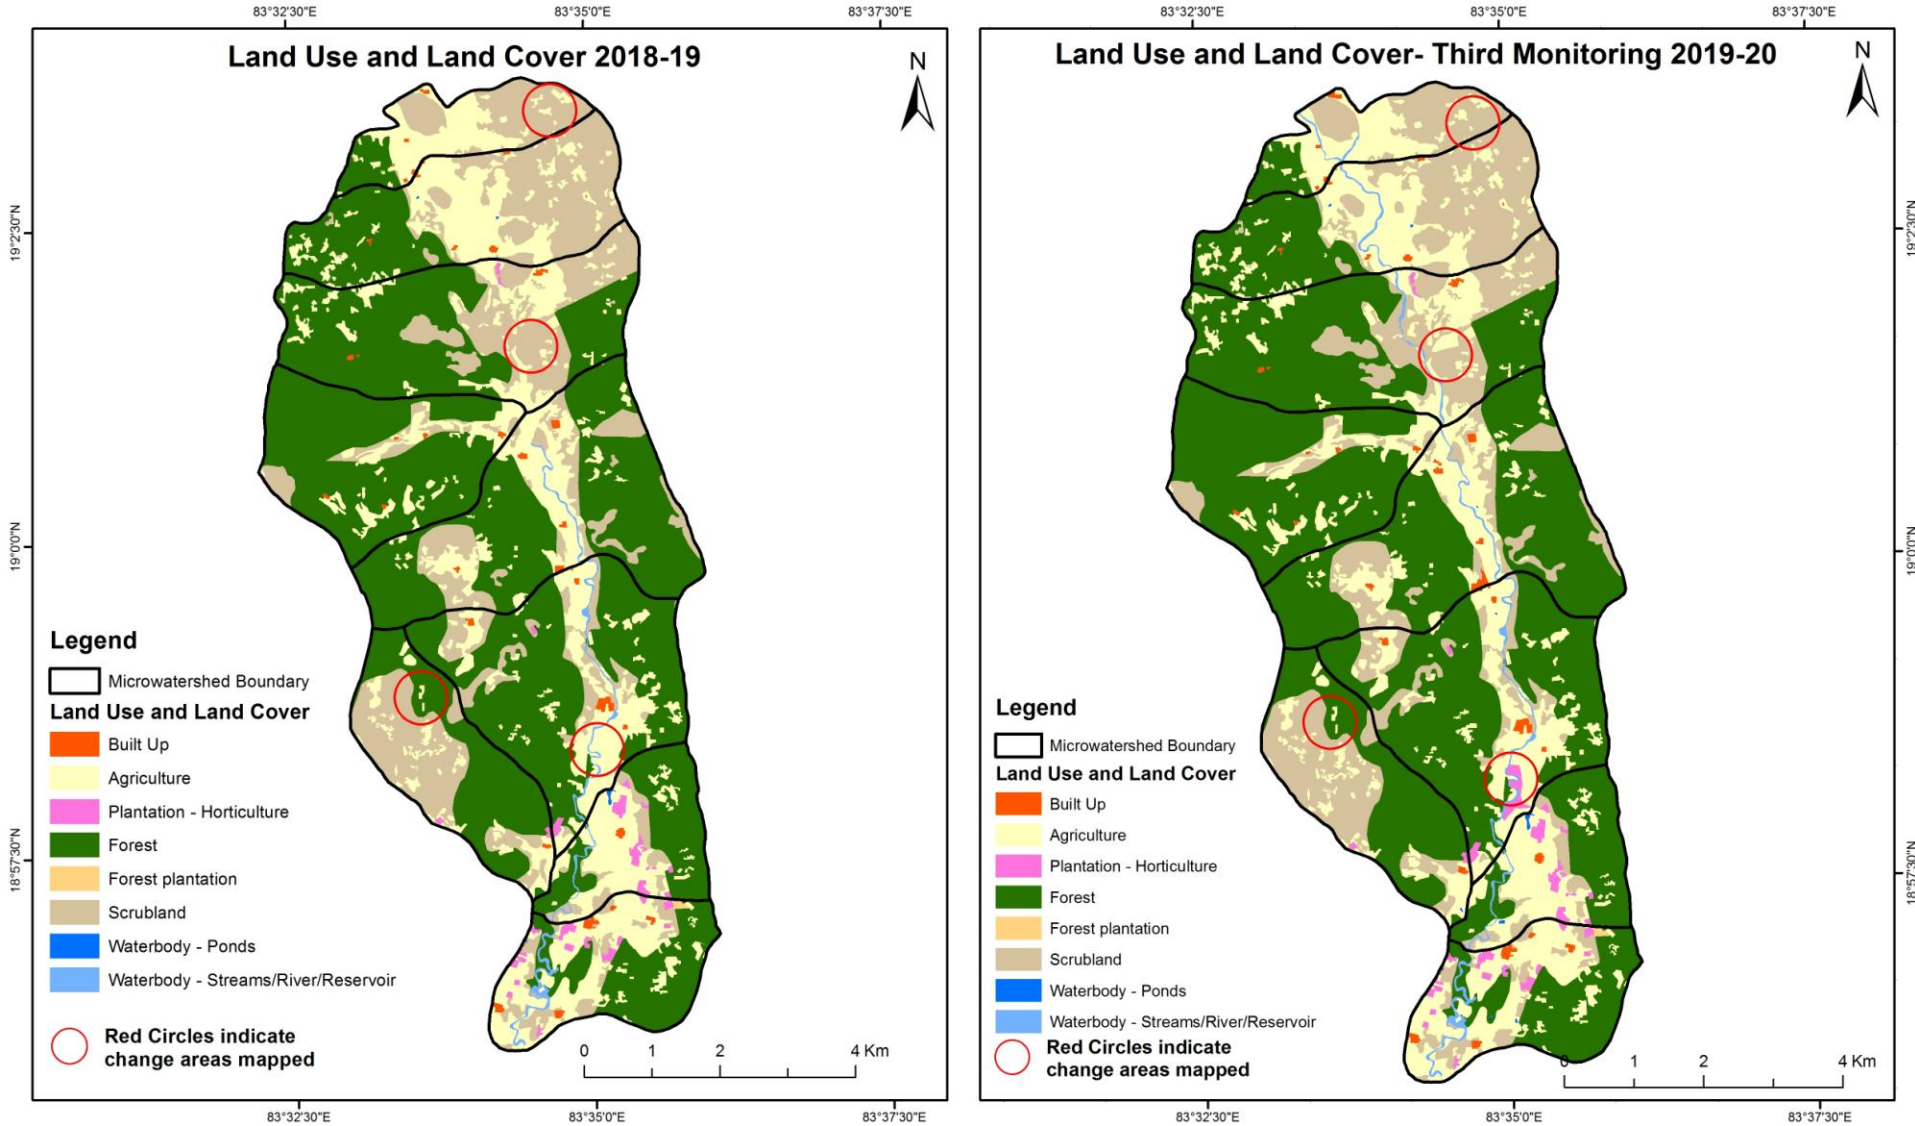 83°32'30"E 83°35'0"E 83°37'30"E
Land Use and Land Cover 2018-19
N
19°2'30"N
19°0'0"N
18°57'30"N
Legend
Microwatershed Boundary
Land Use and Land Cover
Built Up
Agriculture
Plantation - Horticulture
Forest
Forest plantation
Scrubland
Waterbody - Ponds
Waterbody - Streams/River/Reservoir
Red Circles indicate
change areas mapped
0 1 2 4 Km
83°32'30"E 83°35'0"E 83°37'30"E
83°32'30"E 83°35'0"E 83°37'30"E
Land Use and Land Cover- Third Monitoring 2019-20
N
19°2'30"N
19°0'0"N
18°57'30"N
Legend
Microwatershed Boundary
Land Use and Land Cover
Built Up
Agriculture
Plantation - Horticulture
Forest
Forest plantation
Scrubland
Waterbody - Ponds
Waterbody - Streams/River/Reservoir
Red Circles indicate
change areas mapped
0 1 2 4 Km
83°32'30"E 83°35'0"E 83°37'30"E